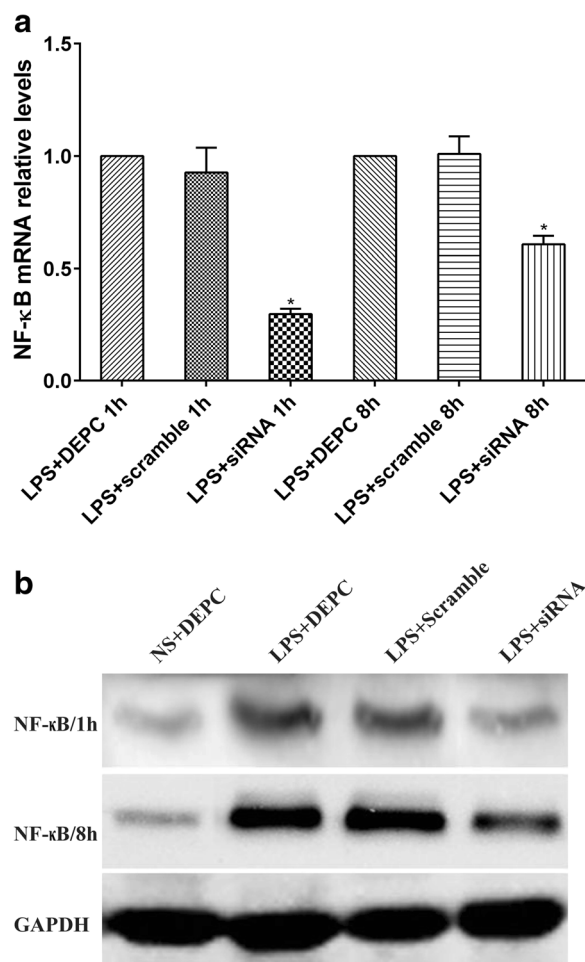 a
NF-κB mRNA relative levels
1.5
1.0
0.5
0.0
*
*
LPS+DEPC 1h
LPS+scramble 1h
LPS+siRNA 1h
LPS+DEPC 8h
LPS+scramble 8h
LPS+siRNA 8h
b
NS+DEPC
LPS+DEPC
LPS+Scramble
LPS+siRNA
NF-κB/1h
NF-κB/8h
GAPDH